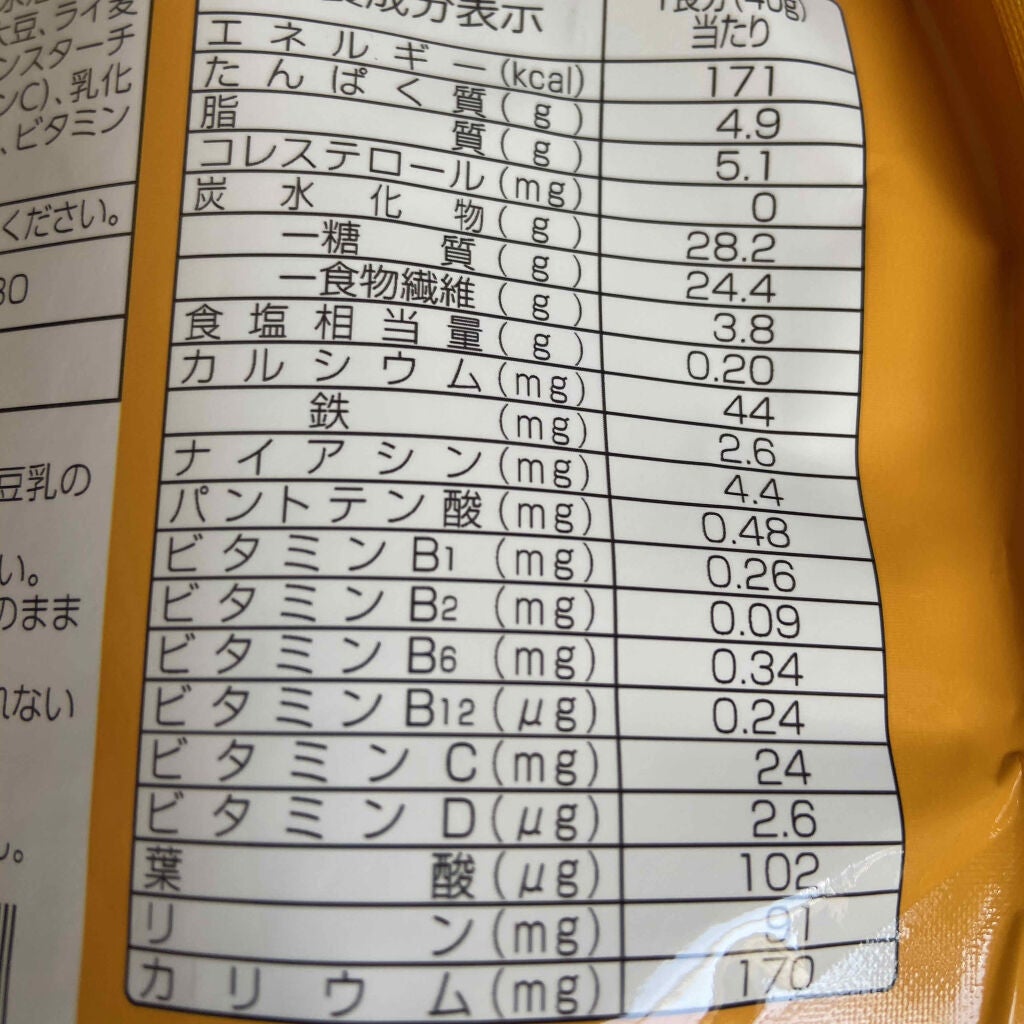 大豆、ライ麦
ンスターチ
ンC)、乳化
、ビタミン
ください。
30
豆乳の
い。
のまま
れない
ん。
成分表示 1食分(40g)当たり
エネルギー(kcal) 171
たんぱく質(g) 4.9
脂質(g) 5.1
コレステロール(mg) 0
炭水化物(g) 28.2
－糖質(g) 24.4
－食物繊維(g) 3.8
食塩相当量(g) 0.20
カルシウム(mg) 44
鉄(mg) 2.6
ナイアシン(mg) 4.4
パントテン酸(mg) 0.48
ビタミンB1(mg) 0.26
ビタミンB2(mg) 0.09
ビタミンB6(mg) 0.34
ビタミンB12(μg) 0.24
ビタミンC(mg) 24
ビタミンD(μg) 2.6
葉酸(μg) 102
リン(mg) 91
カリウム(mg) 170